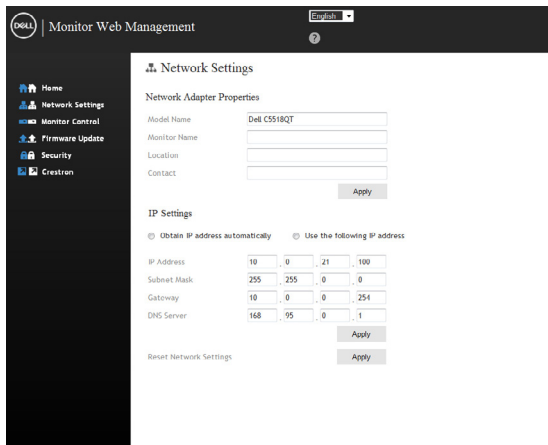 DELL
Monitor Web Management
English
?
Home
Network Settings
Monitor Control
Firmware Update
Security
Crestron
Network Settings
Network Adapter Properties
Model Name Dell C5518QT
Monitor Name
Location
Contact
Apply
IP Settings
Obtain IP address automatically Use the following IP address
IP Address 10 . 0 . 21 . 100
Subnet Mask 255 . 255 . 0 . 0
Gatoway 10 . 0 . 0 . 254
DNS Server 168 . 95 . 0 . 1
Apply
Reset Network Settings Apply